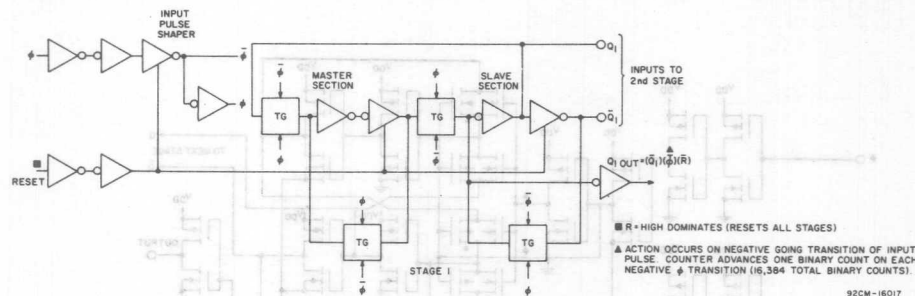 INPUT
PULSE
SHAPER
ϕ
ϕ̅
ϕ
RESET
ϕ̅
TG
ϕ
MASTER
SECTION
ϕ
TG
ϕ̅
SLAVE
SECTION
Q1
Q̅1
INPUTS TO
2nd STAGE
Q1 OUT=(Q̅1)(ϕ̅)(R̅)
ϕ
TG
ϕ̅
STAGE 1
ϕ̅
TG
ϕ
■ R = HIGH DOMINATES (RESETS ALL STAGES)
▲ ACTION OCCURS ON NEGATIVE GOING TRANSITION OF INPUT
PULSE. COUNTER ADVANCES ONE BINARY COUNT ON EACH
NEGATIVE ϕ TRANSITION (16,384 TOTAL BINARY COUNTS).
92CM-16017